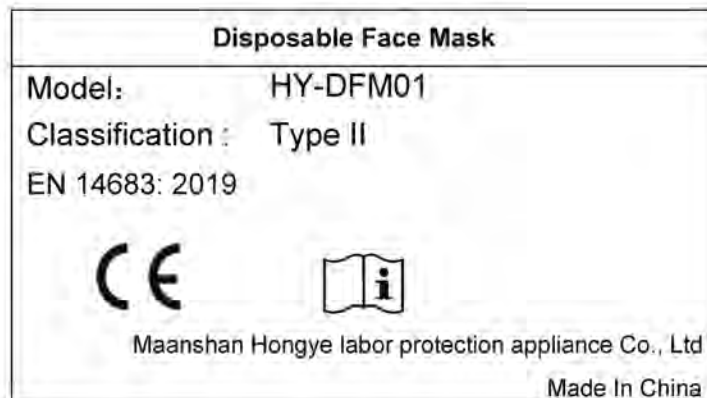 Disposable Face Mask
Model: HY-DFM01
Classification : Type II
EN 14683: 2019
CE i
Maanshan Hongye labor protection appliance Co., Ltd
Made In China